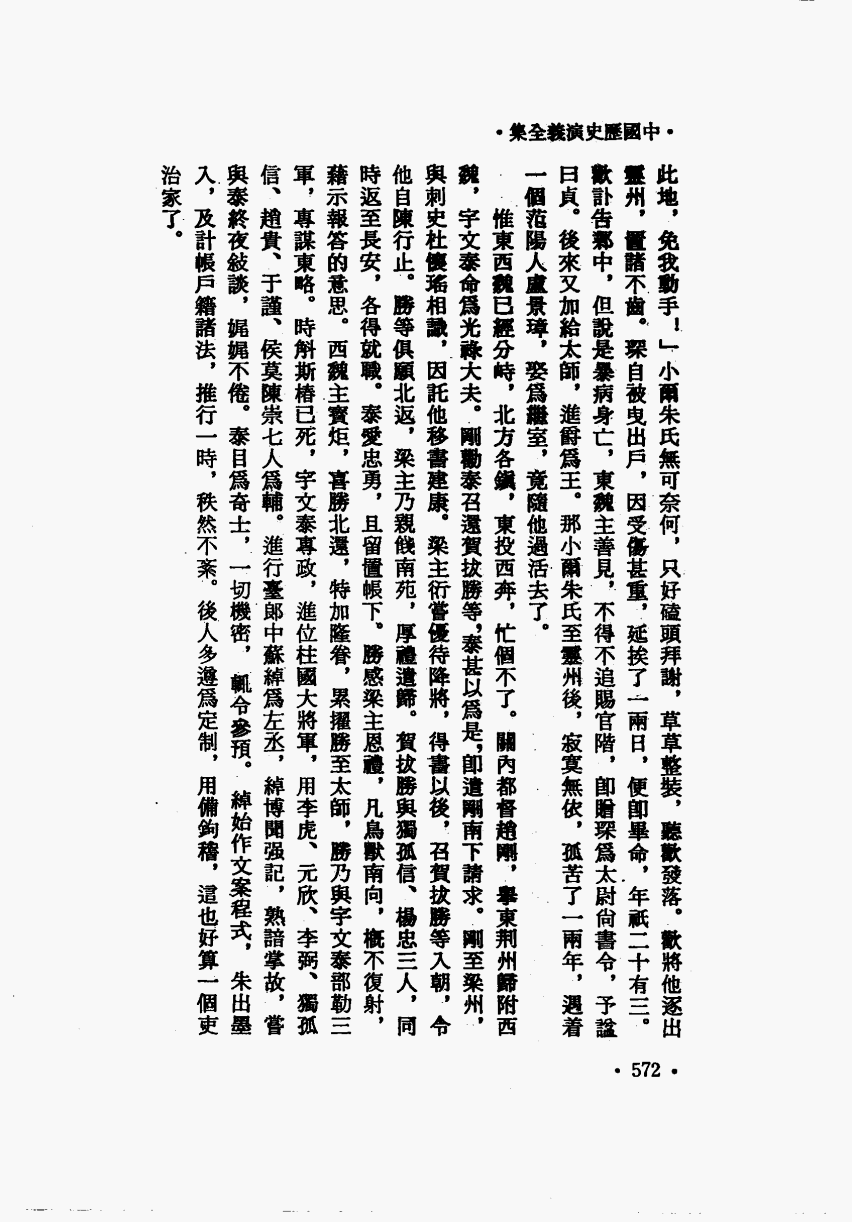 •中國歷史演義全集•
此地，免我動手！」小爾朱氏無可奈何，只好磕頭拜謝，草草整裝，聽歡發落。歡將他逐出
靈州，置諸不齒。琛自被曳出戶，因受傷甚重，延挨了一兩日，便卽畢命，年祇二十有三。
歡訃告鄴中，但說是暴病身亡，東魏主善見，不得不追賜官階，卽贈琛爲太尉尙書令，予諡
曰貞。後來又加給太師，進爵爲王。那小爾朱氏至靈州後，寂寞無依，孤苦了一兩年，遇着
一個范陽人盧景璋，娶爲繼室，竟隨他過活去了。
惟東西魏已經分峙，北方各鎭，東投西奔，忙個不了。關內都督趙剛，舉東荆州歸附西
魏，宇文泰命爲光祿大夫。剛勸泰召還賀拔勝等，泰甚以爲是，卽遣剛南下請求。剛至梁州，
與刺史杜懷瑤相識，因託他移書建康。梁主衍嘗優待降將，得書以後，召賀拔勝等入朝，令
他自陳行止。勝等俱願北返，梁主乃親餞南苑，厚禮遣歸。賀拔勝與獨孤信、楊忠三人，同
時返至長安，各得就職。泰愛忠勇，且留置帳下。勝感梁主恩禮，凡鳥獸南向，槪不復射，
藉示報答的意思。西魏主寶炬，喜勝北還，特加隆眷，累擢勝至太師，勝乃與宇文泰部勒三
軍，專謀東略。時斛斯椿已死，宇文泰專政，進位柱國大將軍，用李虎、元欣、李弼、獨孤
信、趙貴、于謹、侯莫陳崇七人爲輔。進行臺郞中蘇綽爲左丞，綽博聞强記，熟諳掌故，嘗
與泰終夜敍談，娓娓不倦。泰目爲奇士，一切機密，輒令參預。綽始作文案程式，朱出墨
入，及計帳戶籍諸法，推行一時，秩然不紊。後人多遵爲定制，用備鉤稽，這也好算一個吏
治家了。
•572•